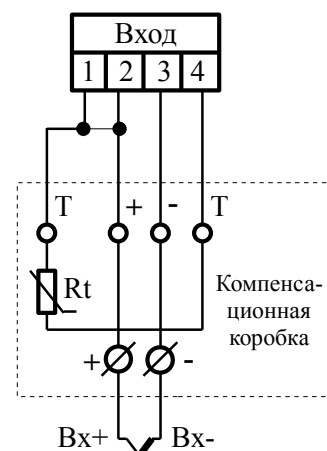 Вход
1 2 3 4
T + - T
Rt
Компенса-
ционная
коробка
+ -
Вх+ Вх-